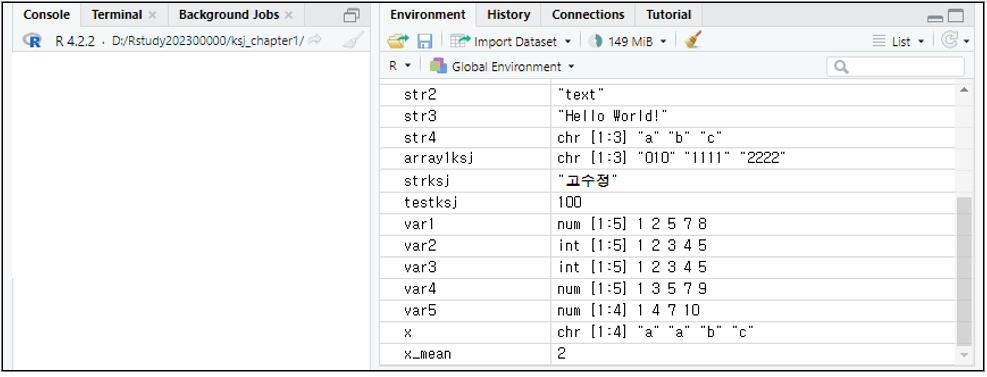 Console Terminal × Background Jobs ×
R 4.2.2 · D:/Rstudy202300000/ksj_chapter1/
Environment History Connections Tutorial
Import Dataset 149 MiB List
R Global Environment
str2 "text"
str3 "Hello World!"
str4 chr [1:3] "a" "b" "c"
array1ksj chr [1:3] "010" "1111" "2222"
strksj "고수정"
testksj 100
var1 num [1:5] 1 2 5 7 8
var2 int [1:5] 1 2 3 4 5
var3 int [1:5] 1 2 3 4 5
var4 num [1:5] 1 3 5 7 9
var5 num [1:4] 1 4 7 10
x chr [1:4] "a" "a" "b" "c"
x_mean 2